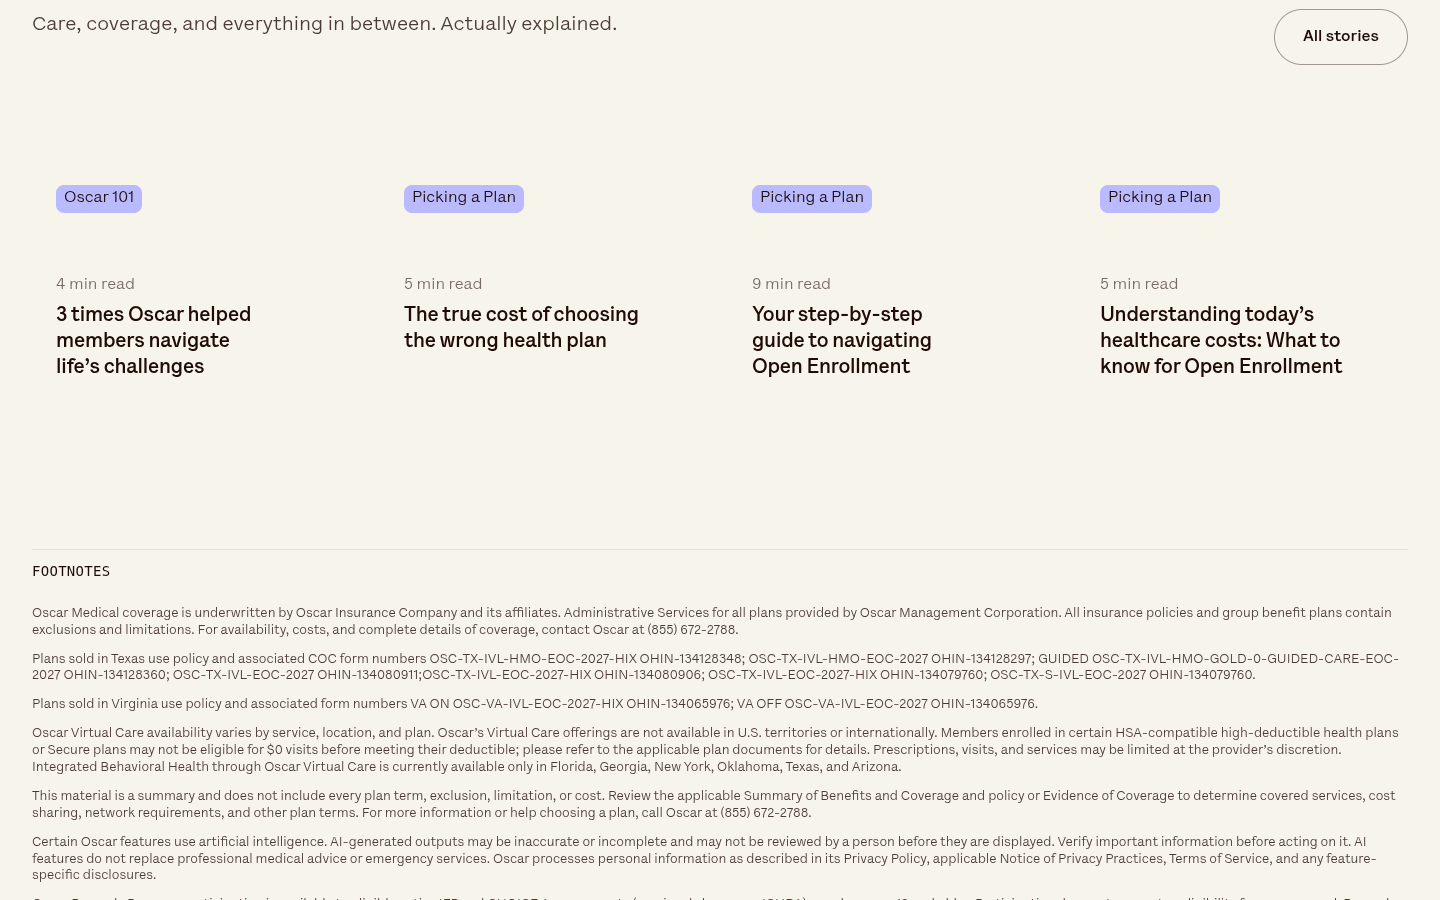 Care, coverage, and everything in between. Actually explained.
All stories
Oscar 101
4 min read
3 times Oscar helped
members navigate
life’s challenges
Picking a Plan
5 min read
The true cost of choosing
the wrong health plan
Picking a Plan
9 min read
Your step-by-step
guide to navigating
Open Enrollment
Picking a Plan
5 min read
Understanding today’s
healthcare costs: What to
know for Open Enrollment
FOOTNOTES
Oscar Medical coverage is underwritten by Oscar Insurance Company and its affiliates. Administrative Services for all plans provided by Oscar Management Corporation. All insurance policies and group benefit plans contain
exclusions and limitations. For availability, costs, and complete details of coverage, contact Oscar at (855) 672-2788.
Plans sold in Texas use policy and associated COC form numbers OSC-TX-IVL-HMO-EOC-2027-HIX OHIN-134128348; OSC-TX-IVL-HMO-EOC-2027 OHIN-134128297; GUIDED OSC-TX-IVL-HMO-GOLD-0-GUIDED-CARE-EOC-
2027 OHIN-134128360; OSC-TX-IVL-EOC-2027 OHIN-134080911;OSC-TX-IVL-EOC-2027-HIX OHIN-134080906; OSC-TX-IVL-EOC-2027-HIX OHIN-134079760; OSC-TX-S-IVL-EOC-2027 OHIN-134079760.
Plans sold in Virginia use policy and associated form numbers VA ON OSC-VA-IVL-EOC-2027-HIX OHIN-134065976; VA OFF OSC-VA-IVL-EOC-2027 OHIN-134065976.
Oscar Virtual Care availability varies by service, location, and plan. Oscar’s Virtual Care offerings are not available in U.S. territories or internationally. Members enrolled in certain HSA-compatible high-deductible health plans
or Secure plans may not be eligible for $0 visits before meeting their deductible; please refer to the applicable plan documents for details. Prescriptions, visits, and services may be limited at the provider’s discretion.
Integrated Behavioral Health through Oscar Virtual Care is currently available only in Florida, Georgia, New York, Oklahoma, Texas, and Arizona.
This material is a summary and does not include every plan term, exclusion, limitation, or cost. Review the applicable Summary of Benefits and Coverage and policy or Evidence of Coverage to determine covered services, cost
sharing, network requirements, and other plan terms. For more information or help choosing a plan, call Oscar at (855) 672-2788.
Certain Oscar features use artificial intelligence. AI-generated outputs may be inaccurate or incomplete and may not be reviewed by a person before they are displayed. Verify important information before acting on it. AI
features do not replace professional medical advice or emergency services. Oscar processes personal information as described in its Privacy Policy, applicable Notice of Privacy Practices, Terms of Service, and any feature-
specific disclosures.